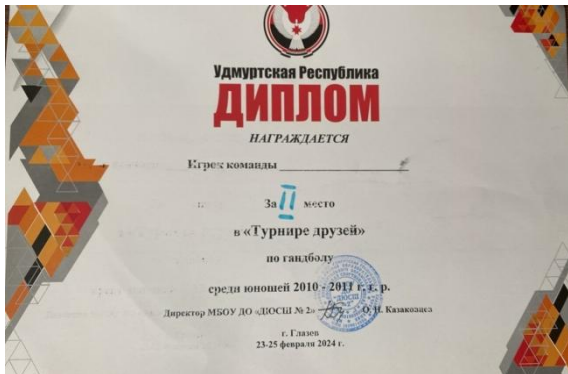 Удмуртская Республика
ДИПЛОМ
НАГРАЖДАЕТСЯ
Игрок команды
За II место
в «Турнире друзей»
по гандболу
среди юношей 2010 - 2011 г. г. р.
Директор МБОУ ДО «ДЮСШ № 2» О. Н.
г. Глазов
23-25 февраля 2024 г.